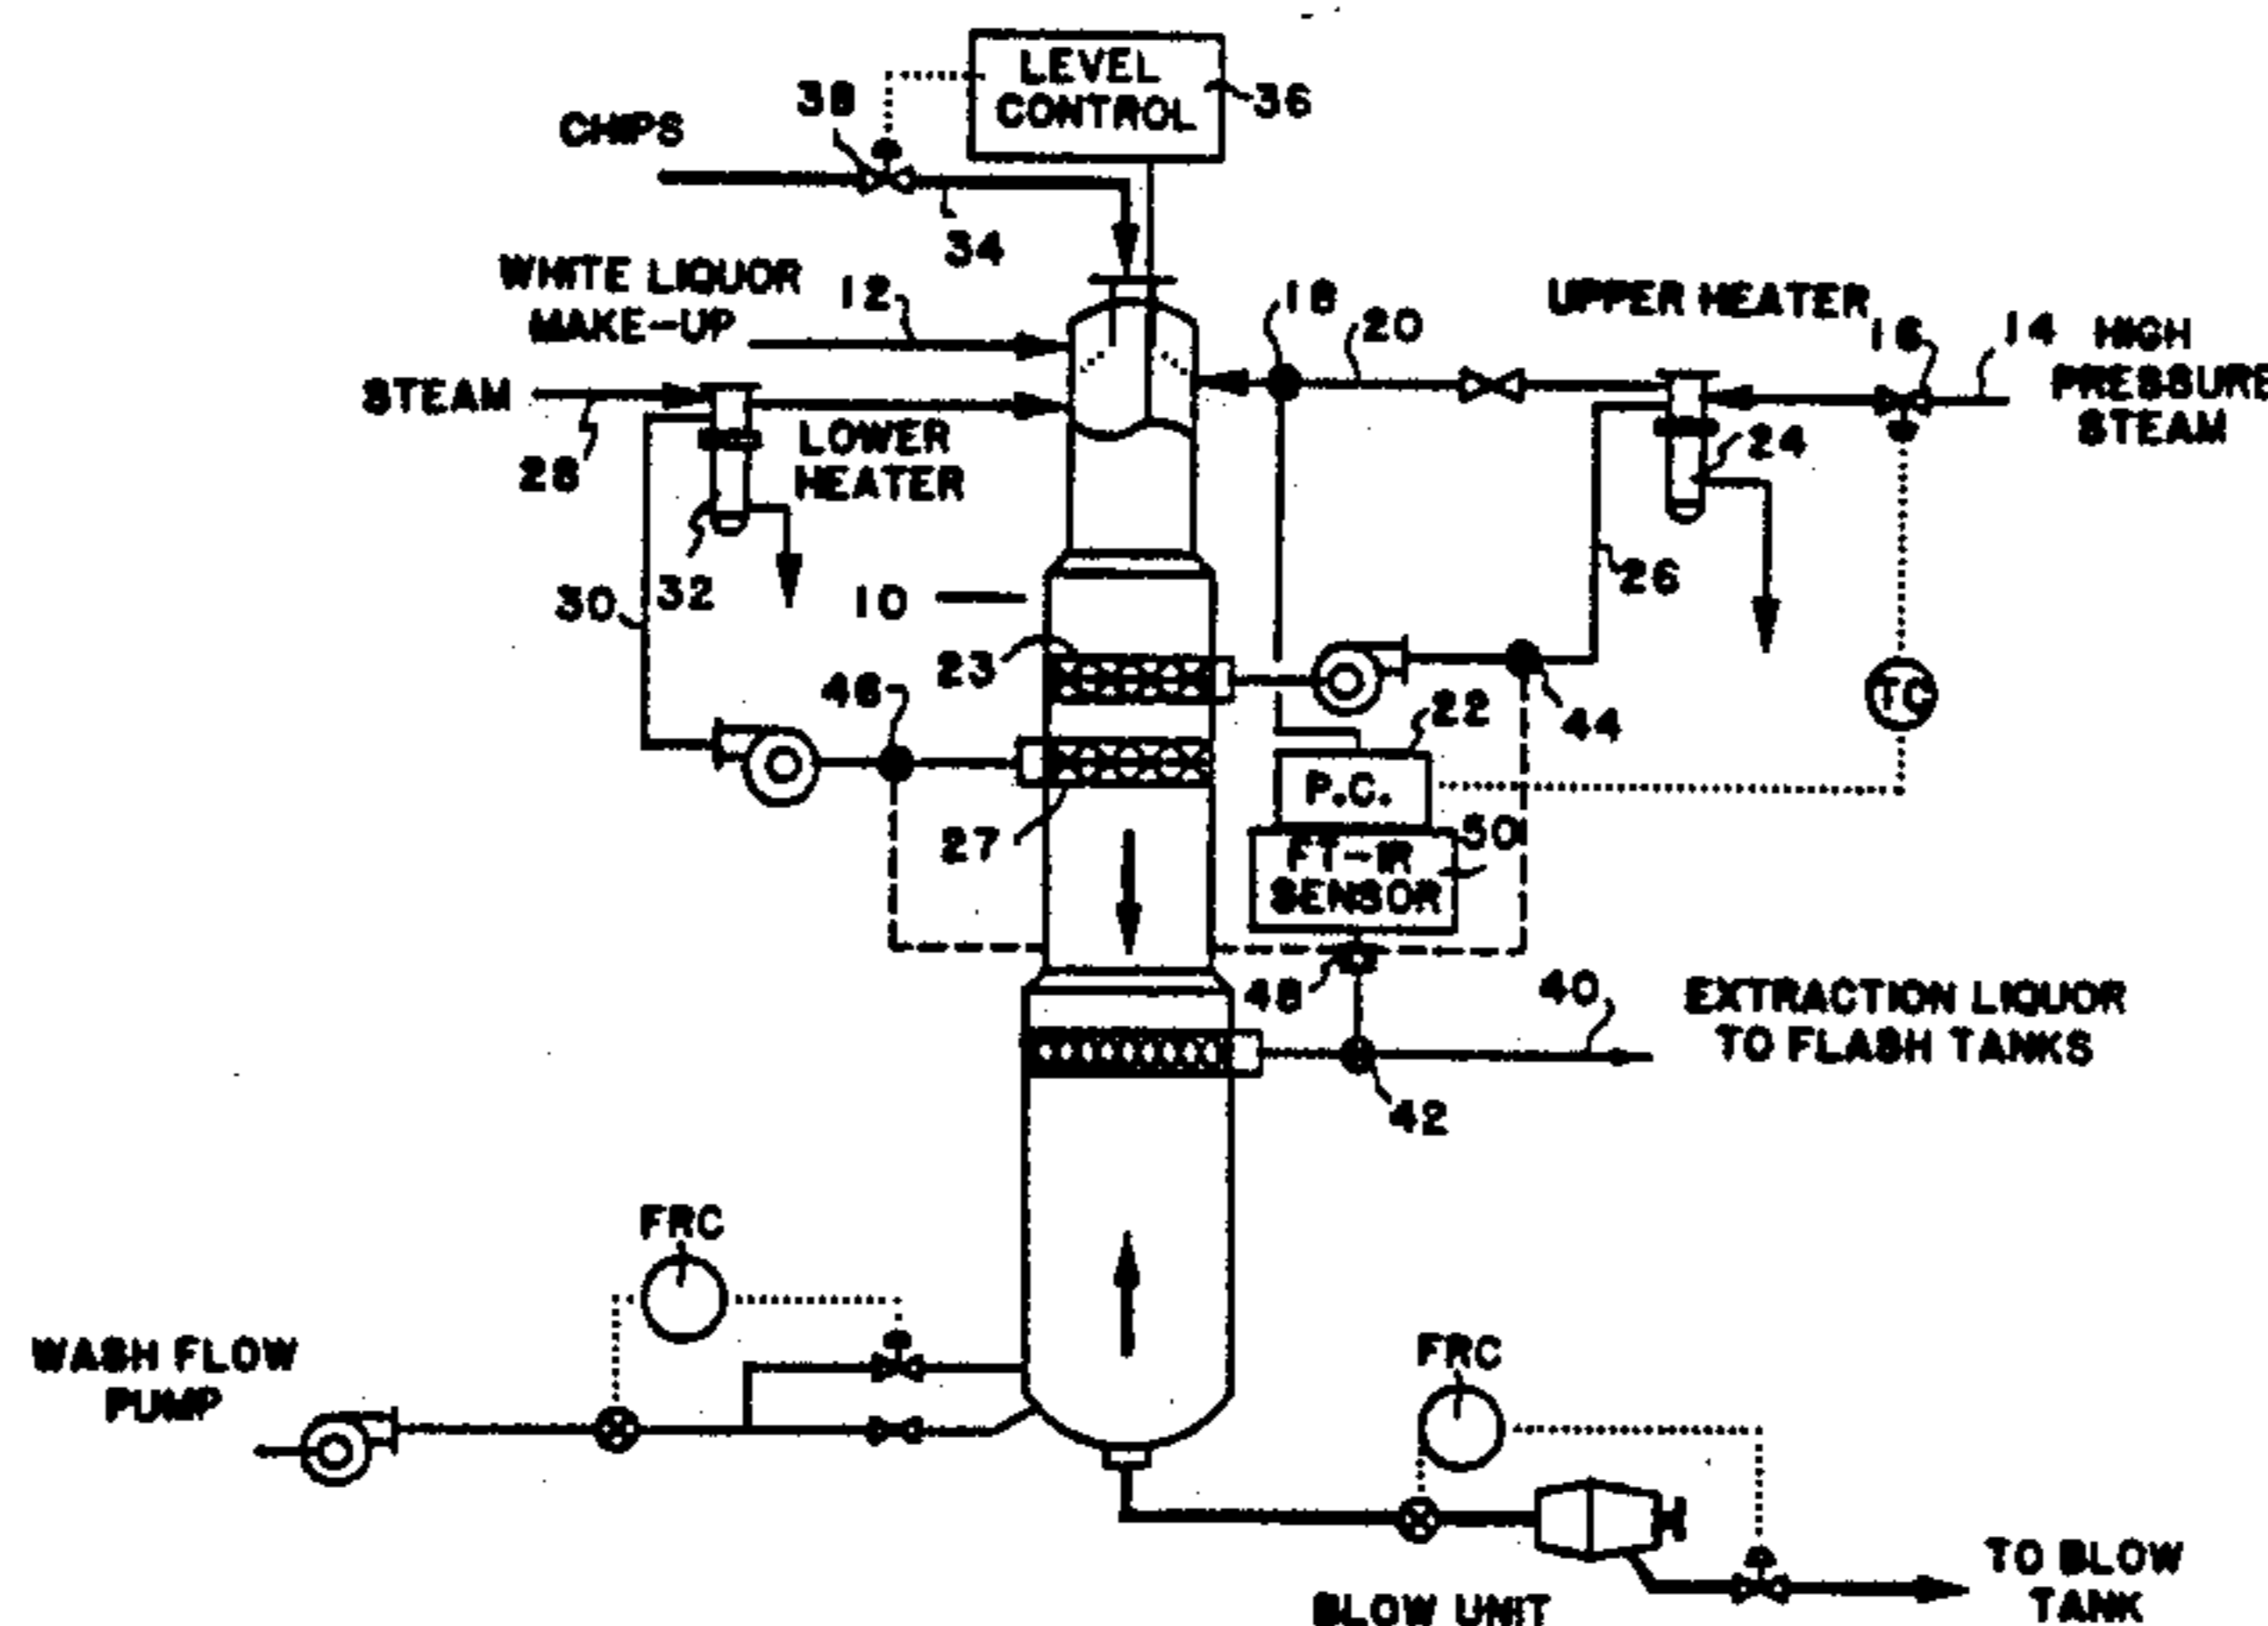 LEVEL
CONTROL
36
38
CHIPS
34
WHITE LIQUOR
MAKE-UP
12
18
20
UPPER HEATER
16
14
HIGH
PRESSURE
STEAM
STEAM
28
LOWER
HEATER
24
30
32
10
26
23
46
22
44
TC
P.C.
27
50
FT-IR
SENSOR
48
40
EXTRACTION LIQUOR
TO FLASH TANKS
42
FRC
WASH FLOW
PUMP
FRC
BLOW UNIT
TO BLOW
TANK